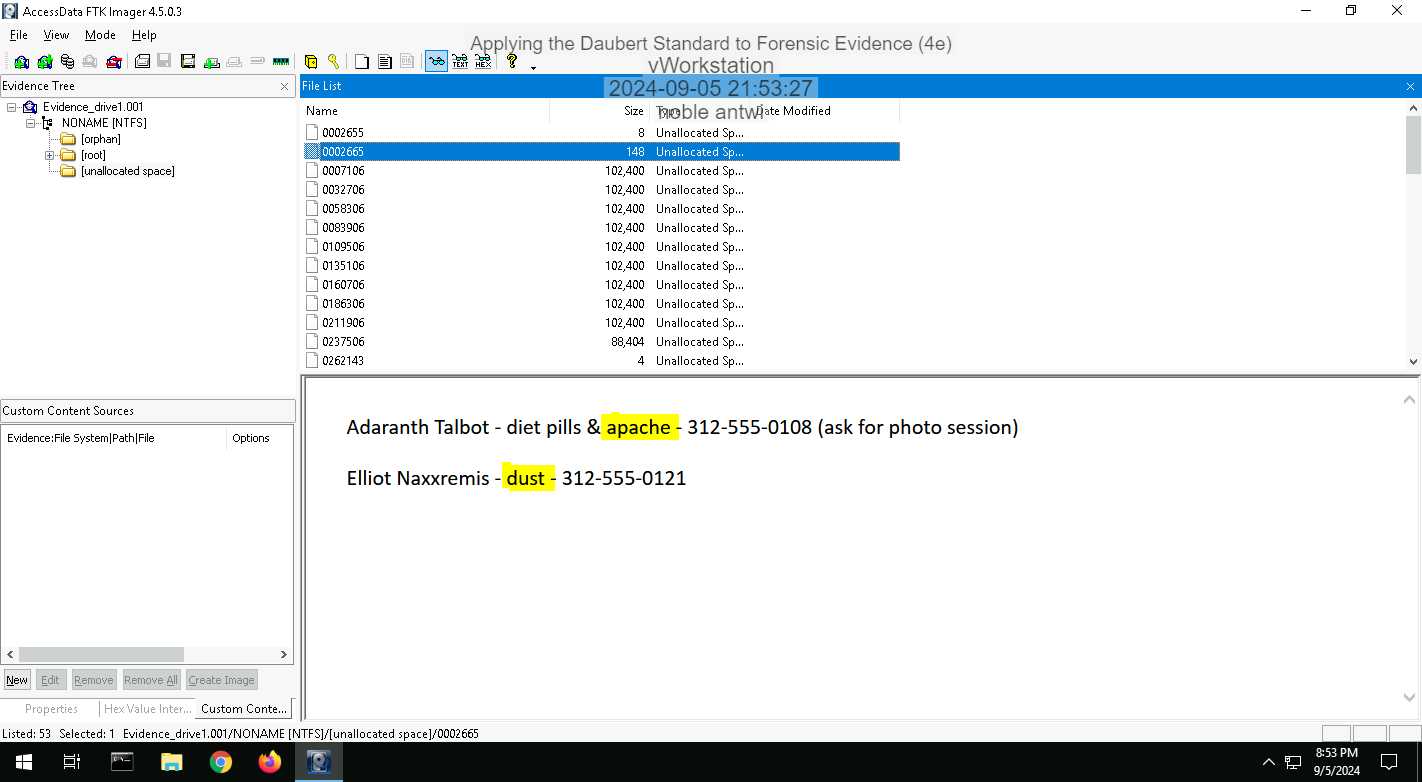 AccessData FTK Imager 4.5.0.3
File View Mode Help
Applying the Daubert Standard to Forensic Evidence (4e)
vWorkstation
2024-09-05 21:53:27
noble antwi
Evidence Tree
Evidence_drive1.001
NONAME [NTFS]
[orphan]
[root]
[unallocated space]
File List
Name Size Type Date Modified
0002655 8 Unallocated Sp...
0002665 148 Unallocated Sp...
0007106 102,400 Unallocated Sp...
0032706 102,400 Unallocated Sp...
0058306 102,400 Unallocated Sp...
0083906 102,400 Unallocated Sp...
0109506 102,400 Unallocated Sp...
0135106 102,400 Unallocated Sp...
0160706 102,400 Unallocated Sp...
0186306 102,400 Unallocated Sp...
0211906 102,400 Unallocated Sp...
0237506 88,404 Unallocated Sp...
0262143 4 Unallocated Sp...
Custom Content Sources
Evidence:File System|Path|File Options
New Edit Remove Remove All Create Image
Properties Hex Value Inter... Custom Conte...
Adaranth Talbot - diet pills & apache - 312-555-0108 (ask for photo session)
Elliot Naxxremis - dust - 312-555-0121
Listed: 53 Selected: 1 Evidence_drive1.001/NONAME [NTFS]/[unallocated space]/0002665
8:53 PM
9/5/2024